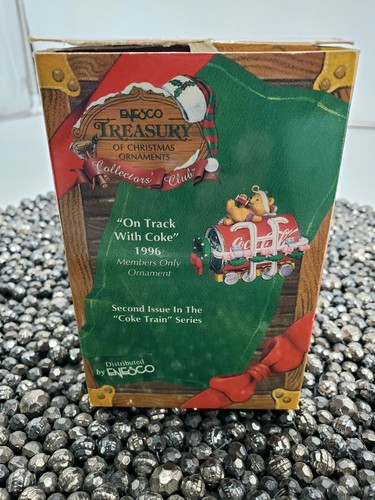 ENESCO
TREASURY
OF CHRISTMAS
ORNAMENTS
Collectors' Club
"On Track
With Coke"
1996
Members Only
Ornament
Coca-Cola
Second Issue In The
"Coke Train" Series
Distributed
by ENESCO